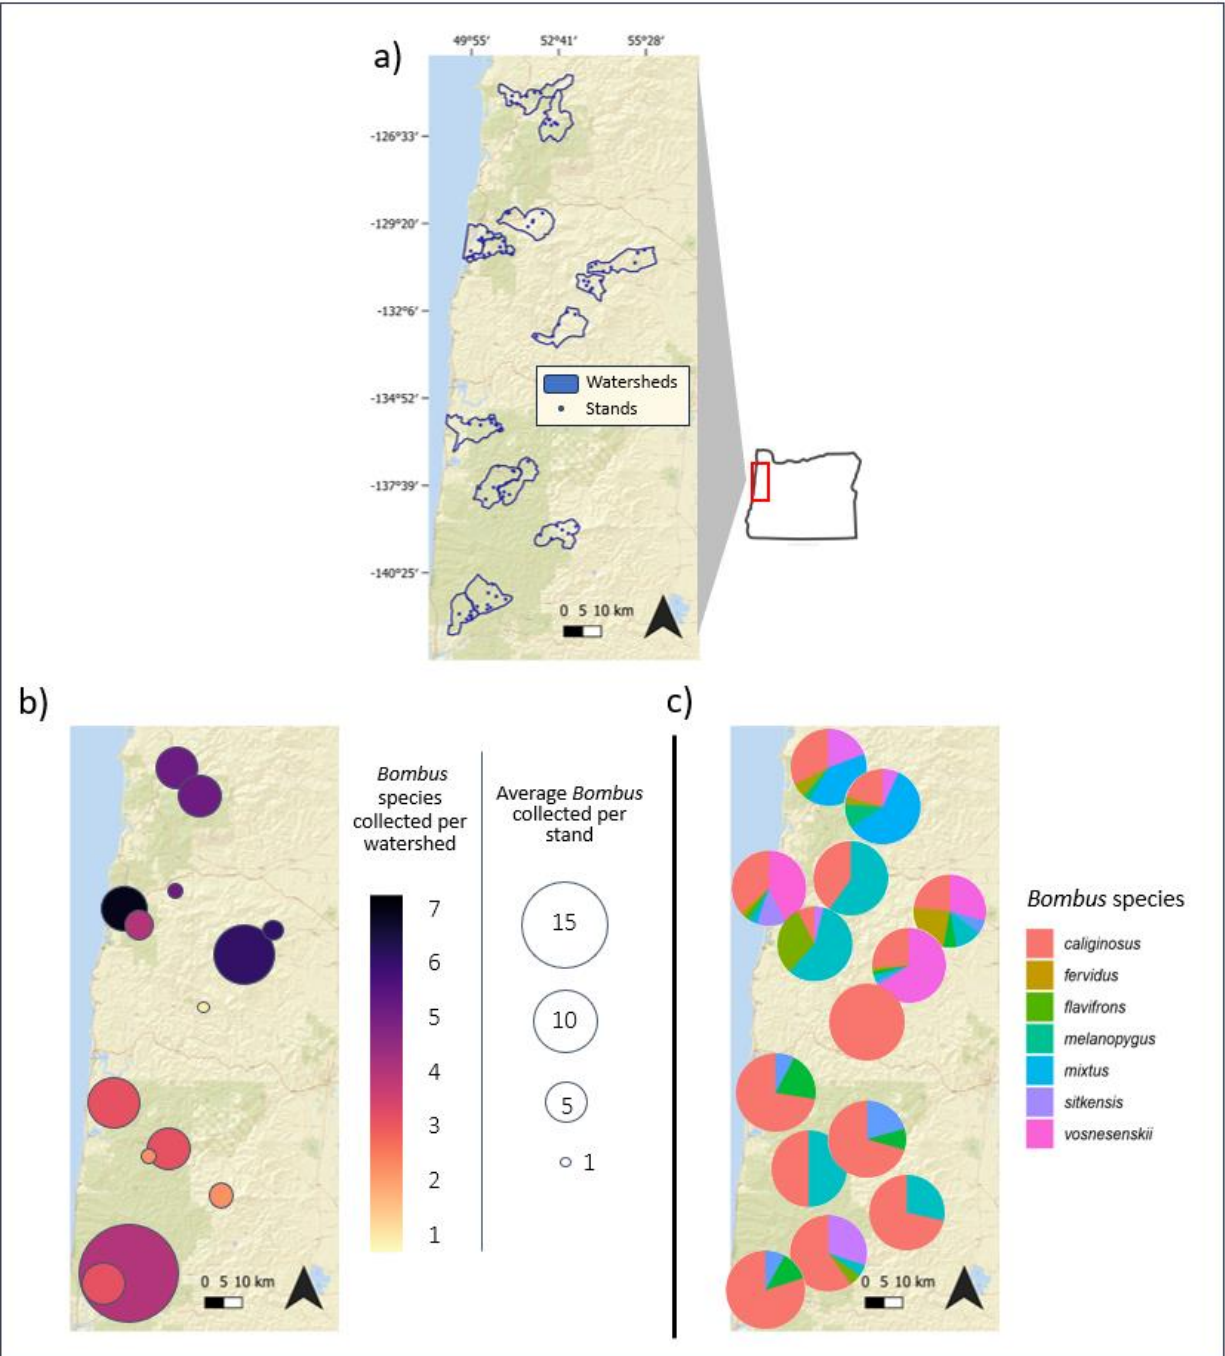 a)
49°55′ 52°41′ 55°28′
-126°33′
-129°20′
-132°6′
-134°52′
-137°39′
-140°25′
Watersheds
Stands
0 5 10 km
b)
Bombus
species
collected per
watershed
7
6
5
4
3
2
1
Average Bombus
collected per
stand
15
10
5
1
0 5 10 km
c)
0 5 10 km
Bombus species
caliginosus
fervidus
flavifrons
melanopygus
mixtus
sitkensis
vosnesenskii